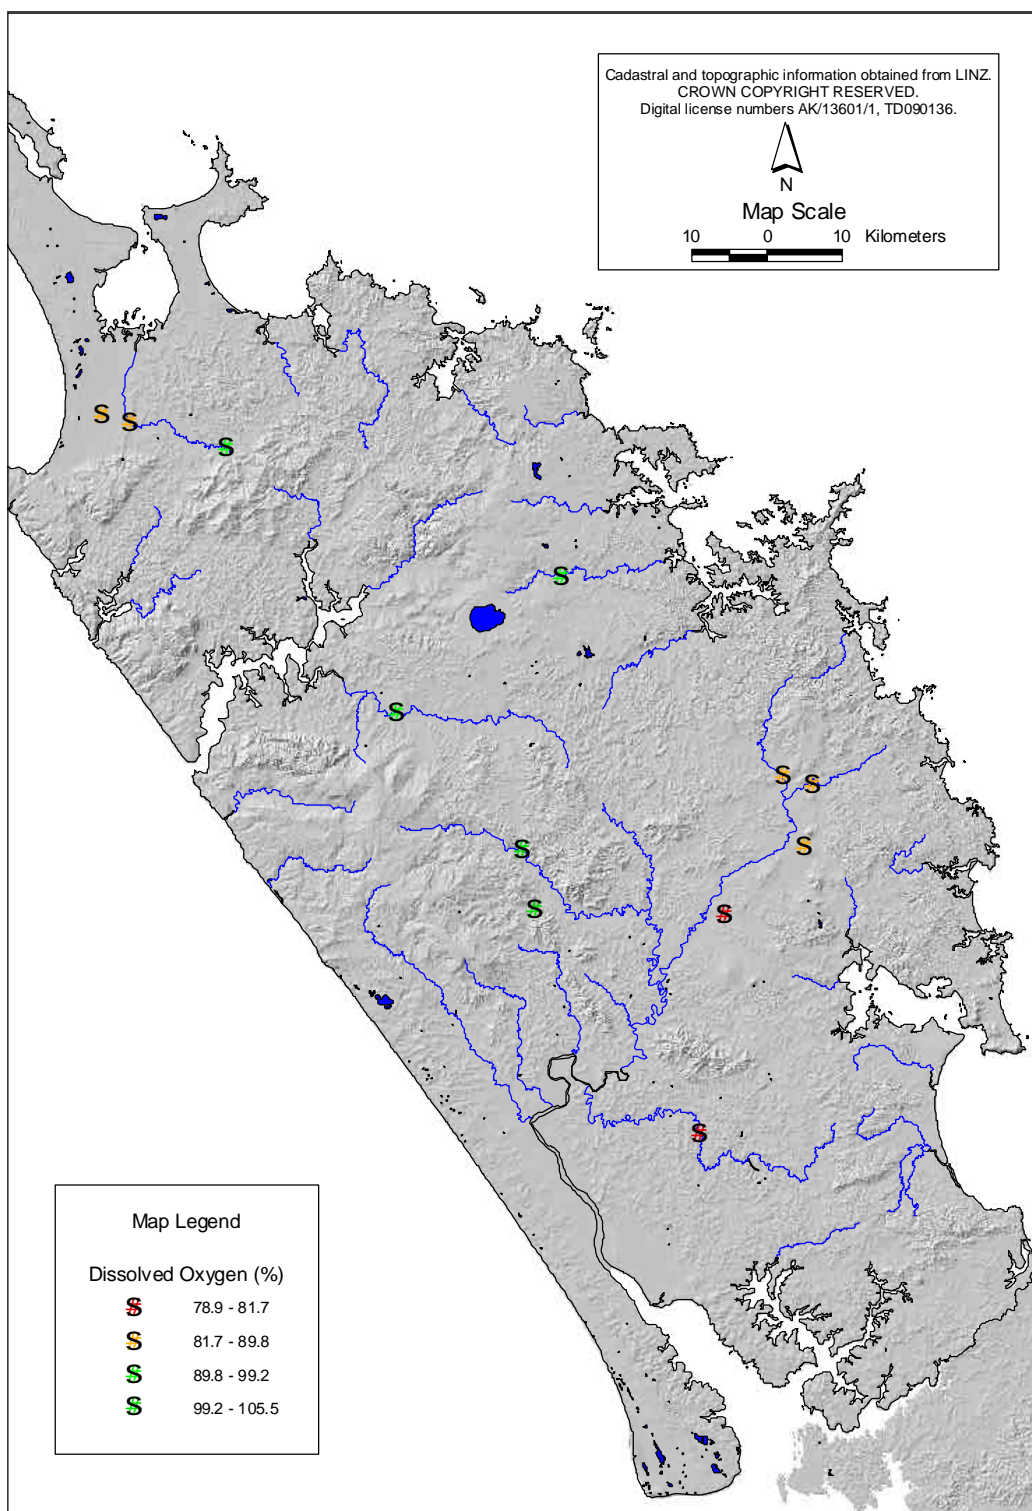 Cadastral and topographic information obtained from LINZ.
CROWN COPYRIGHT RESERVED.
Digital license numbers AK/13601/1, TD090136.
N
Map Scale
10 0 10 Kilometers
S
S
S
S
S
S
S
S
S
S
S
S
Map Legend
Dissolved Oxygen (%)
S 78.9 - 81.7
S 81.7 - 89.8
S 89.8 - 99.2
S 99.2 - 105.5